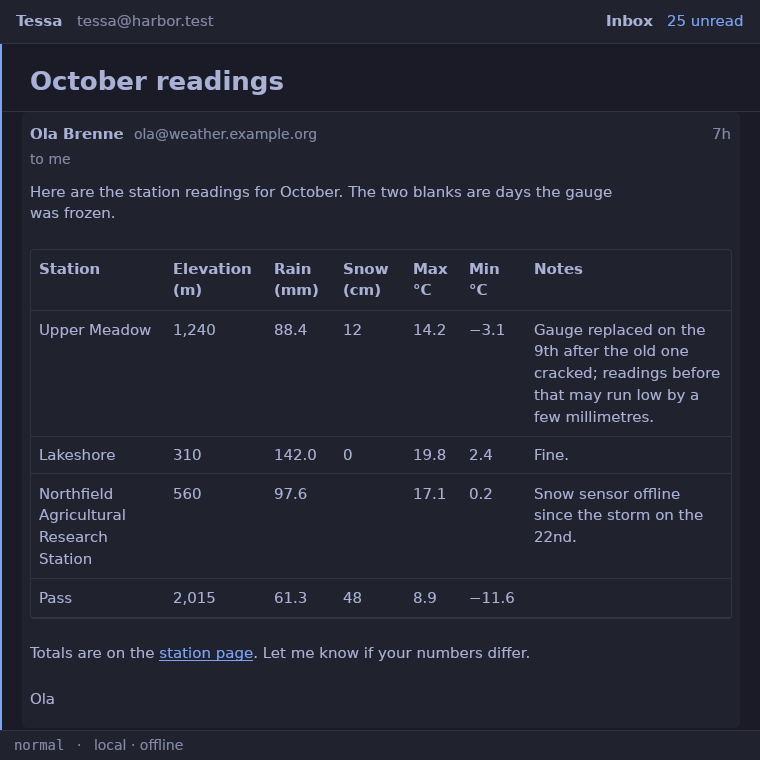 Tessa tessa@harbor.test Inbox 25 unread
October readings
Ola Brenne ola@weather.example.org 7h
to me
Here are the station readings for October. The two blanks are days the gauge
was frozen.
Station Elevation (m) Rain (mm) Snow (cm) Max °C Min °C Notes
Upper Meadow 1,240 88.4 12 14.2 −3.1 Gauge replaced on the
9th after the old one
cracked; readings before
that may run low by a
few millimetres.
Lakeshore 310 142.0 0 19.8 2.4 Fine.
Northfield Agricultural Research Station 560 97.6 17.1 0.2 Snow sensor offline
since the storm on the
22nd.
Pass 2,015 61.3 48 8.9 −11.6
Totals are on the station page. Let me know if your numbers differ.
Ola
normal · local · offline